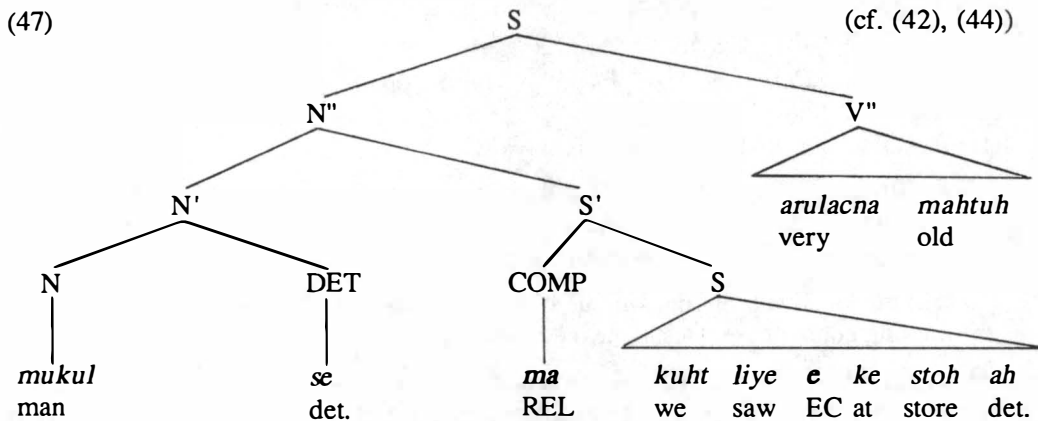 (47) S (cf. (42), (44))
N" V"
N' S' arulacna mahtuh
very old
N DET COMP S
mukul se ma kuht liye e ke stoh ah
man det. REL we saw EC at store det.